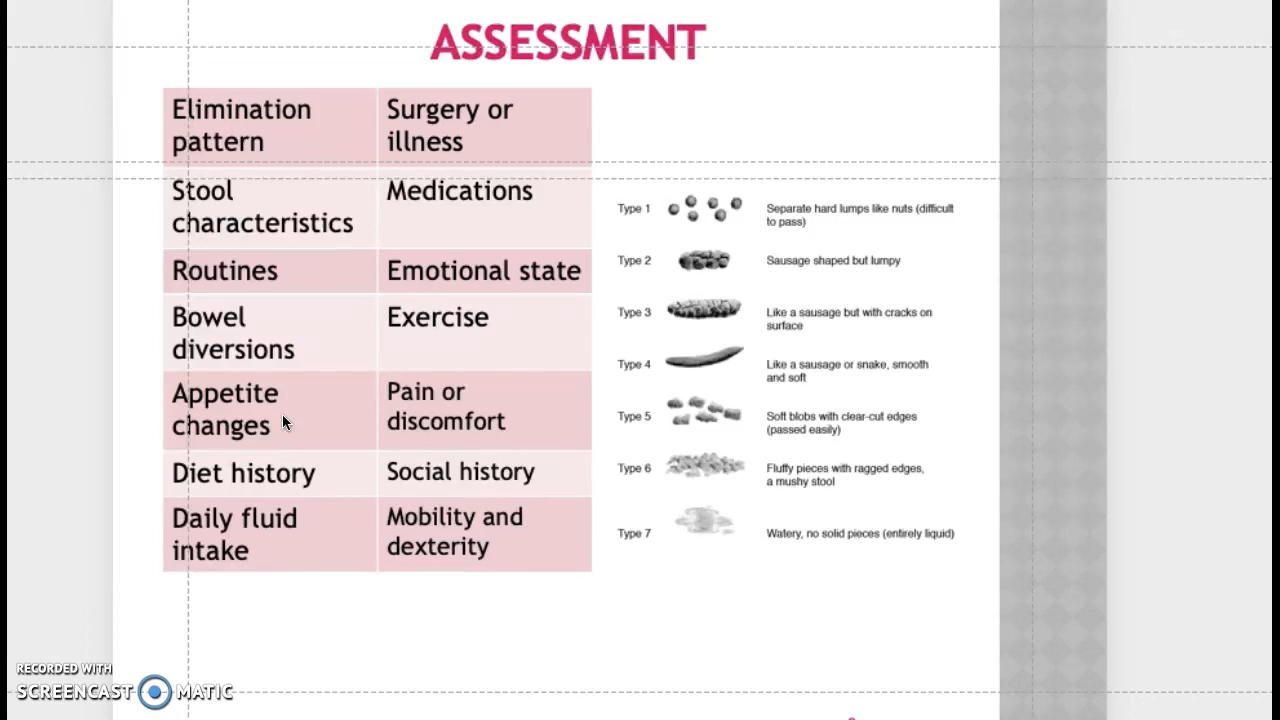 ASSESSMENT
Elimination
pattern
Surgery or
illness
Stool
characteristics
Medications
Routines
Emotional state
Bowel
diversions
Exercise
Appetite
changes
Pain or
discomfort
Diet history
Social history
Daily fluid
intake
Mobility and
dexterity
Type 1
Separate hard lumps like nuts (difficult
to pass)
Type 2
Sausage shaped but lumpy
Type 3
Like a sausage but with cracks on
surface
Type 4
Like a sausage or snake, smooth
and soft
Type 5
Soft blobs with clear-cut edges
(passed easily)
Type 6
Fluffy pieces with ragged edges,
a mushy stool
Type 7
Watery, no solid pieces (entirely liquid)
RECORDED WITH
SCREENCAST MATIC